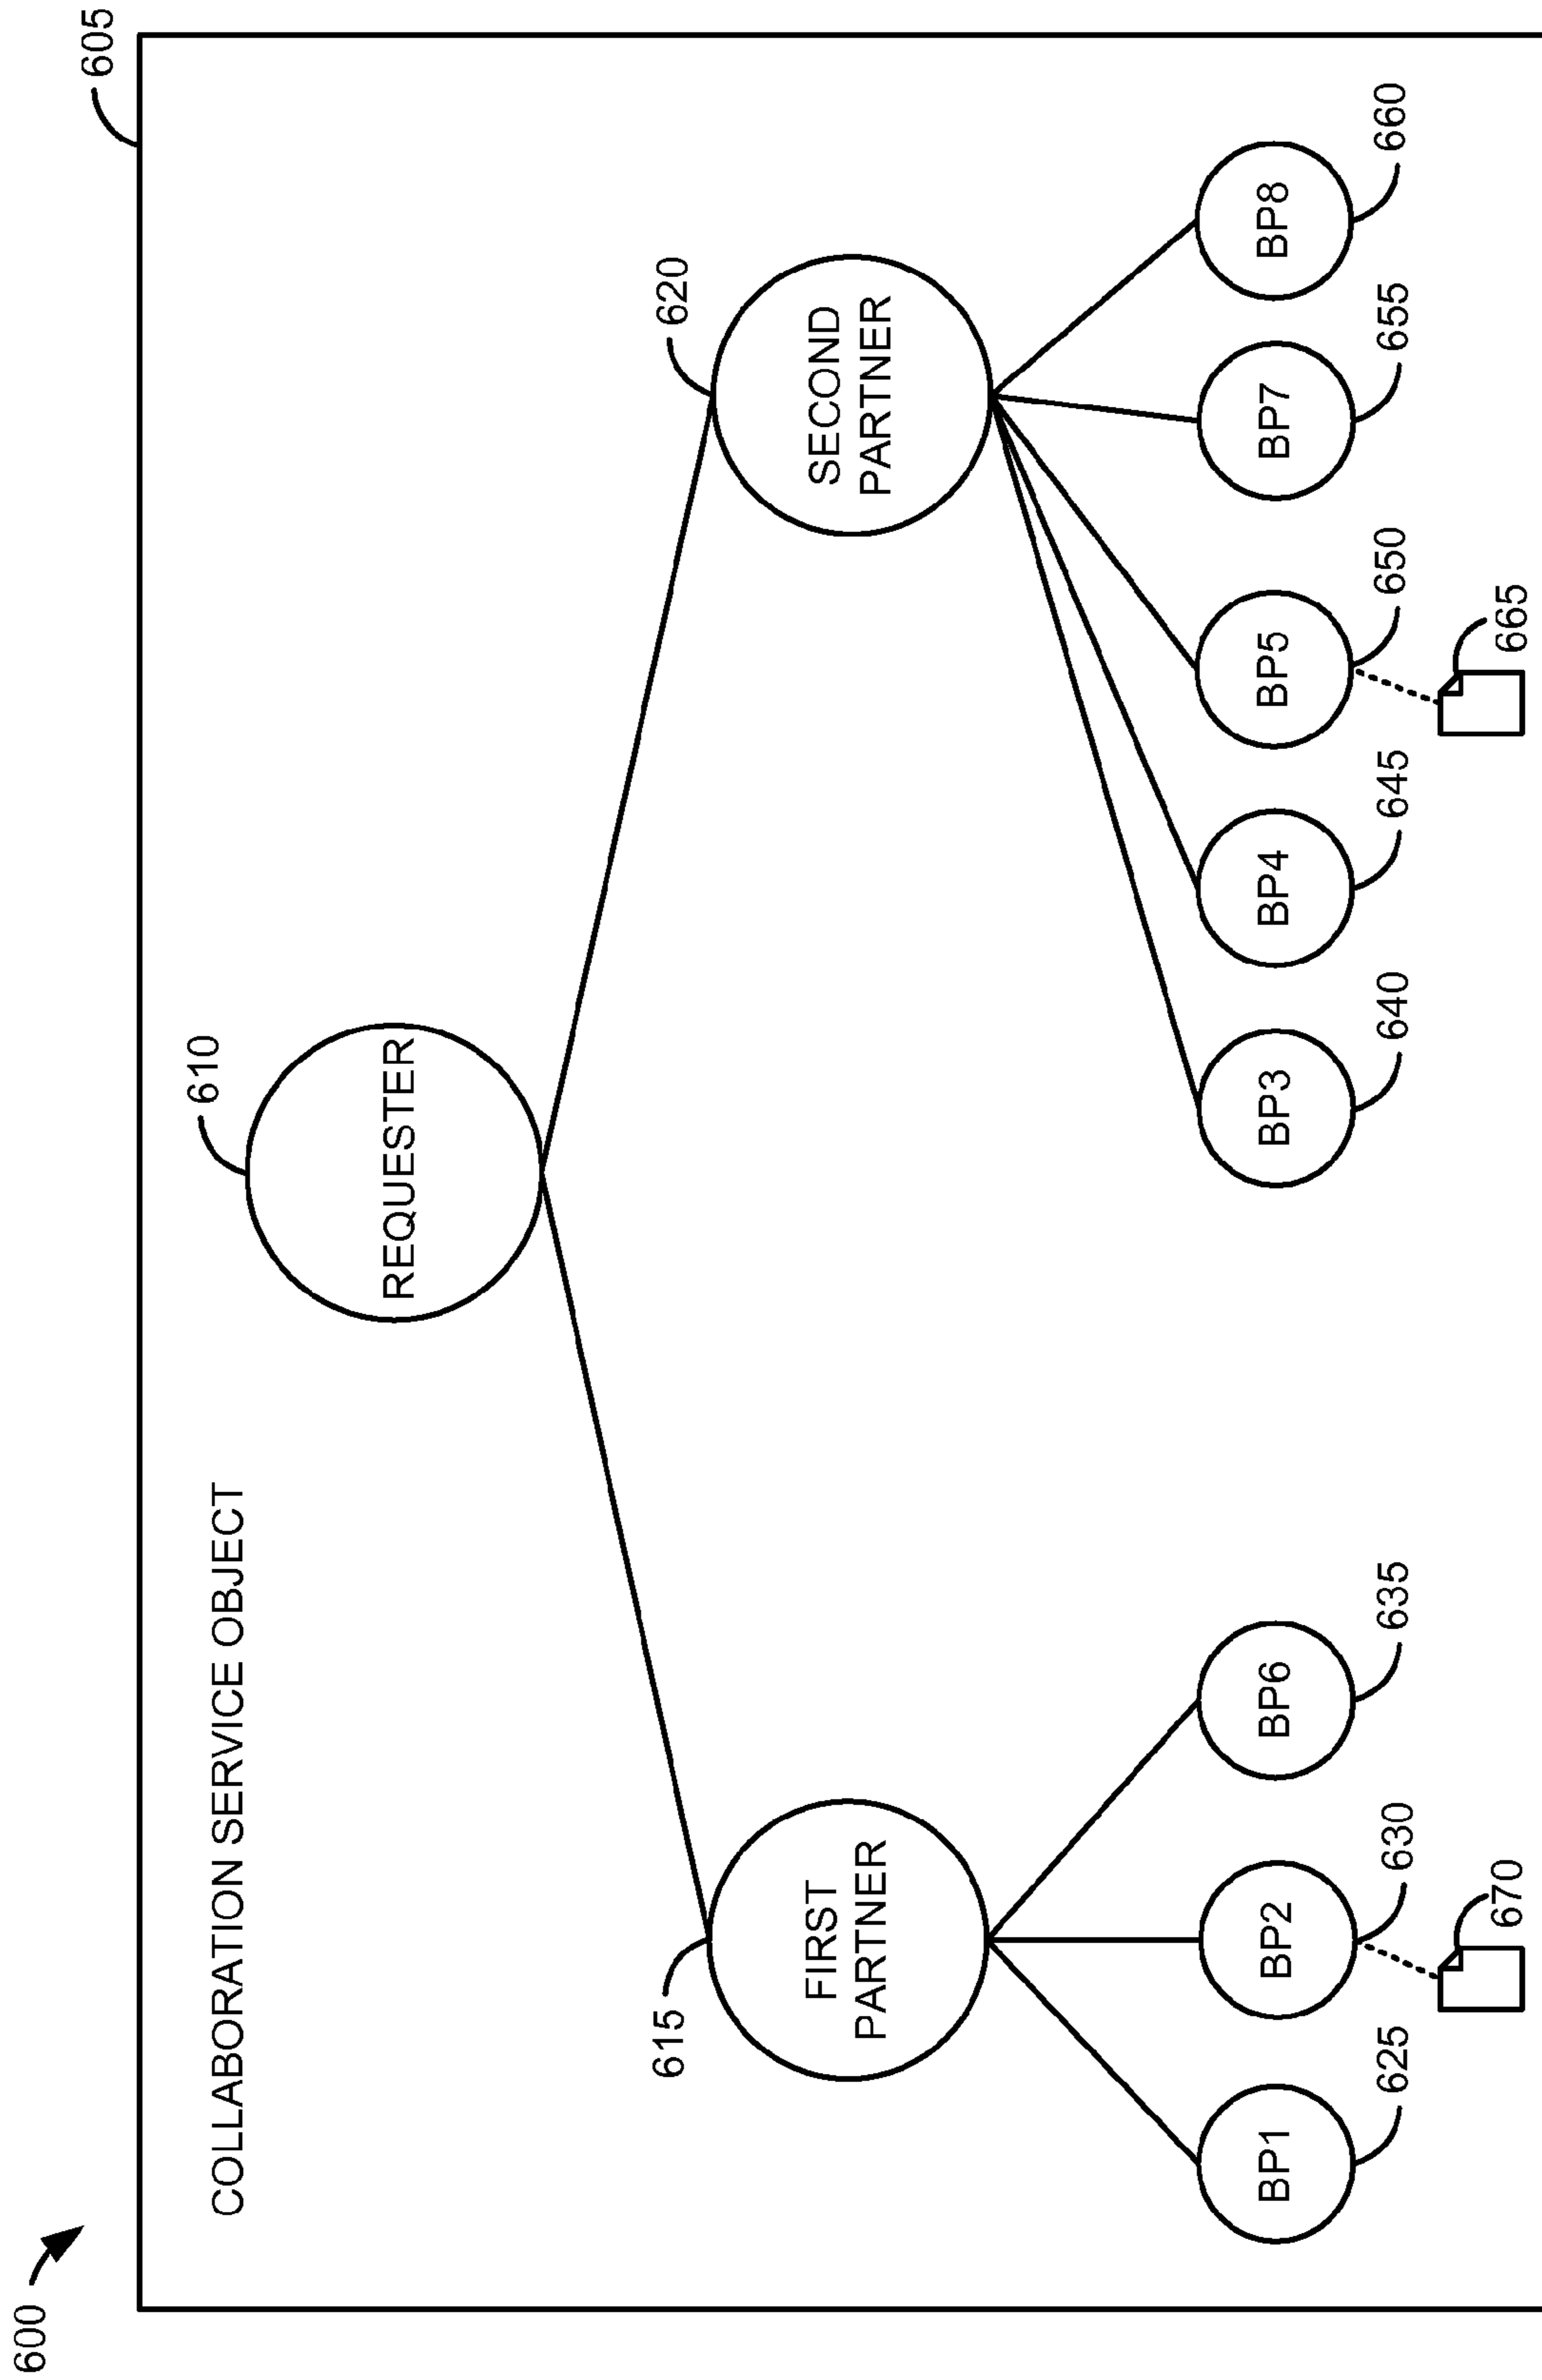 600
605
COLLABORATION SERVICE OBJECT
610
REQUESTER
615
620
FIRST
PARTNER
SECOND
PARTNER
BP1
BP2
BP6
BP3
BP4
BP5
BP7
BP8
625
630
635
640
645
650
655
660
670
665